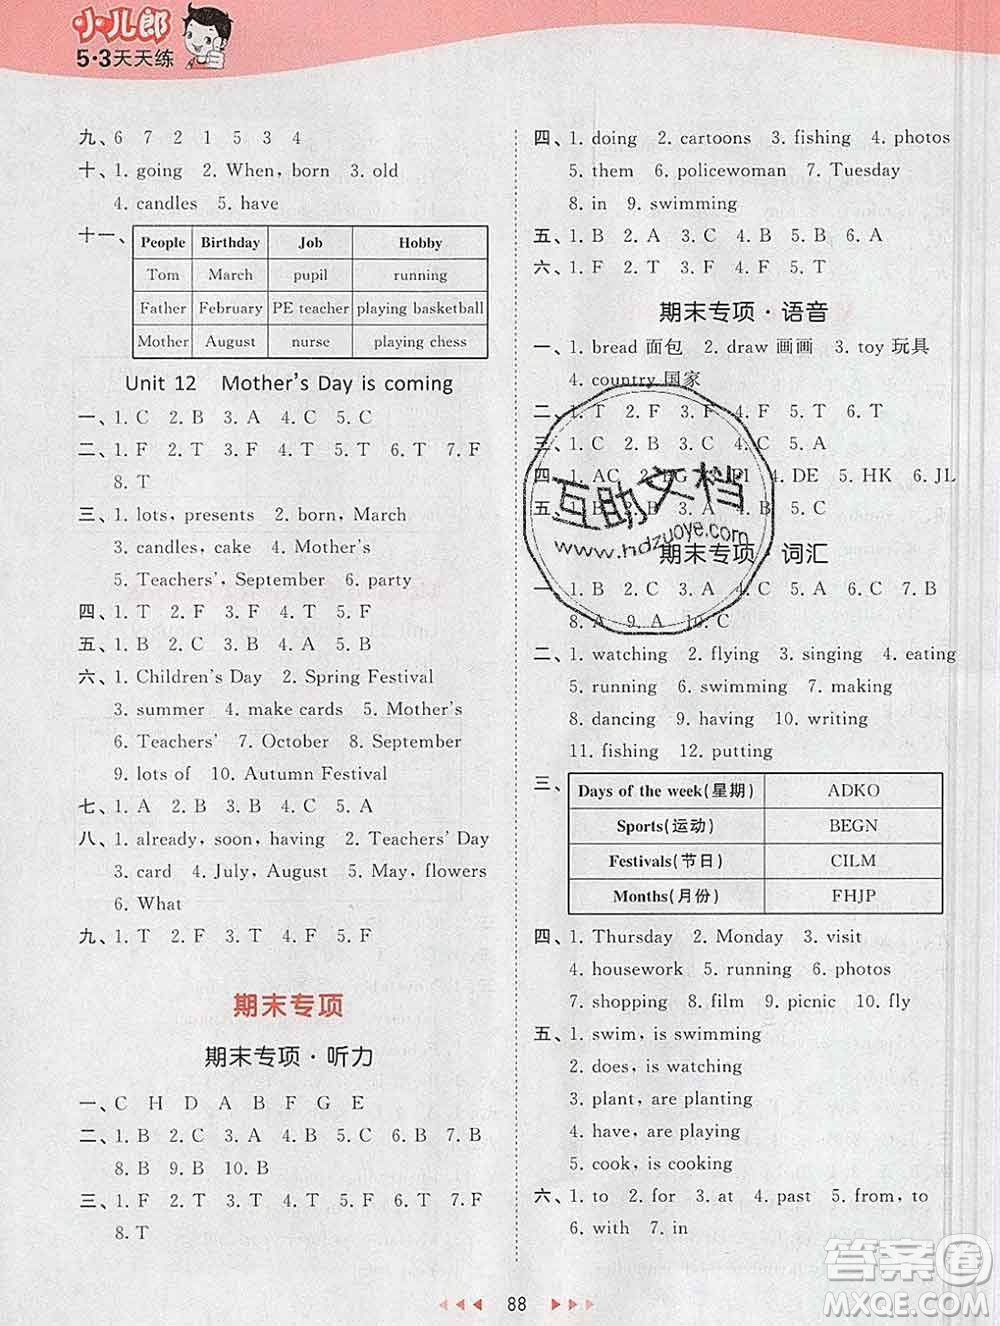 小儿郎
5·3天天练
九、6 7 2 1 5 3 4
十、1. going 2. When, born 3. old
4. candles 5. have
十一、
People Birthday Job Hobby
Tom March pupil running
Father February PE teacher playing basketball
Mother August nurse playing chess
Unit 12 Mother's Day is coming
一、1. C 2. B 3. A 4. C 5. C
二、1. F 2. T 3. F 4. F 5. T 6. T 7. F
8. T
三、1. lots, presents 2. born, March
3. candles, cake 4. Mother's
5. Teachers', September 6. party
四、1. T 2. F 3. F 4. T 5. F
五、1. B 2. C 3. A 4. B 5. B
六、1. Children's Day 2. Spring Festival
3. summer 4. make cards 5. Mother's
6. Teachers' 7. October 8. September
9. lots of 10. Autumn Festival
七、1. A 2. B 3. B 4. C 5. A
八、1. already, soon, having 2. Teachers' Day
3. card 4. July, August 5. May, flowers
6. What
九、1. T 2. F 3. T 4. T 5. F
期末专项
期末专项·听力
一、C H D A B F G E
二、1. B 2. C 3. A 4. C 5. A 6. B 7. B
8. B 9. B 10. B
三、1. F 2. T 3. F 4. T 5. F 6. T 7. F
8. T
四、1. doing 2. cartoons 3. fishing 4. photos
5. them 6. policewoman 7. Tuesday
8. in 9. swimming
五、1. B 2. A 3. C 4. B 5. A
六、1. F 2. T 3. F 4. F 5. T
期末专项·语音
一、1. bread 面包 2. draw 画画 3. toy 玩具
4. country 国家
二、1. T 2. F 3. F 4. T 5. F 6. T
三、1. C 2. B 3. C 4. C 5. A
四、1. AC 2. BG 3. FI 4. DE 5. HK 6. JL
五、1. B 2. B 3. A 4. B 5. C
期末专项·词汇
一、1. B 2. C 3. B 4. A 5. C 6. C 7. B
8. A 9. A 10. C
二、1. watching 2. flying 3. singing 4. eating
5. running 6. swimming 7. making
8. dancing 9. having 10. writing
11. fishing 12. putting
三、
Days of the week(星期) ADKO
Sports(运动) BEGN
Festivals(节日) CILM
Months(月份) FHJP
四、1. Thursday 2. Monday 3. visit
4. housework 5. running 6. photos
7. shopping 8. film 9. picnic 10. fly
五、1. swim, is swimming
2. does, is watching
3. plant, are planting
4. have, are playing
5. cook, is cooking
六、1. to 2. for 3. at 4. past 5. from, to
6. with 7. in
互助文档
www.hdzuoye.com
88
答案圈
MXQE.COM